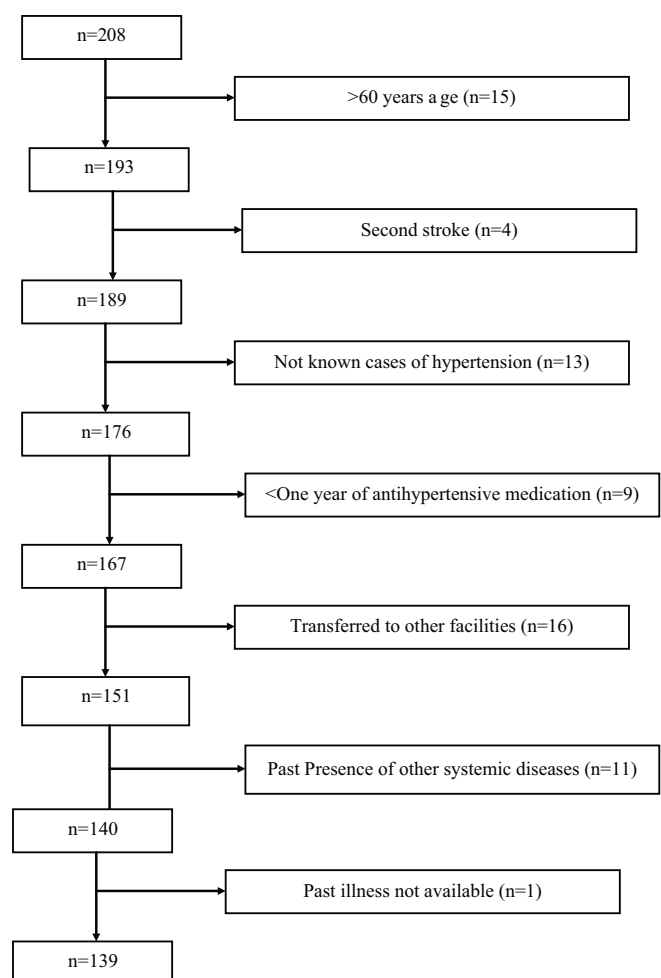 n=208
>60 years a ge (n=15)
n=193
Second stroke (n=4)
n=189
Not known cases of hypertension (n=13)
n=176
<One year of antihypertensive medication (n=9)
n=167
Transferred to other facilities (n=16)
n=151
Past Presence of other systemic diseases (n=11)
n=140
Past illness not available (n=1)
n=139